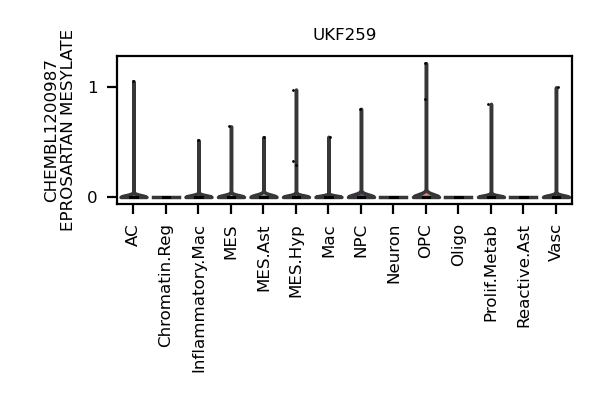 UKF259
CHEMBL1200987
EPROSARTAN MESYLATE
1
0
AC
Chromatin.Reg
Inflammatory.Mac
MES
MES.Ast
MES.Hyp
Mac
NPC
Neuron
OPC
Oligo
Prolif.Metab
Reactive.Ast
Vasc